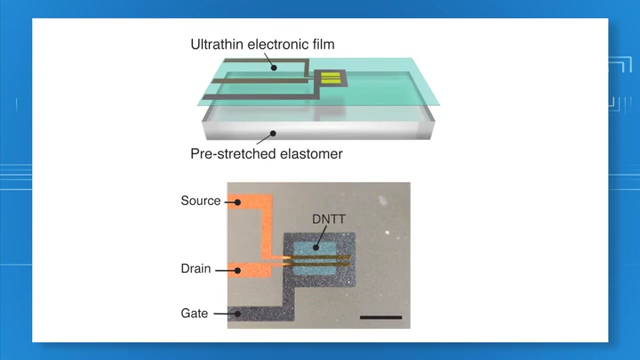 Ultrathin electronic film
Pre-stretched elastomer
Source
DNTT
Drain
Gate